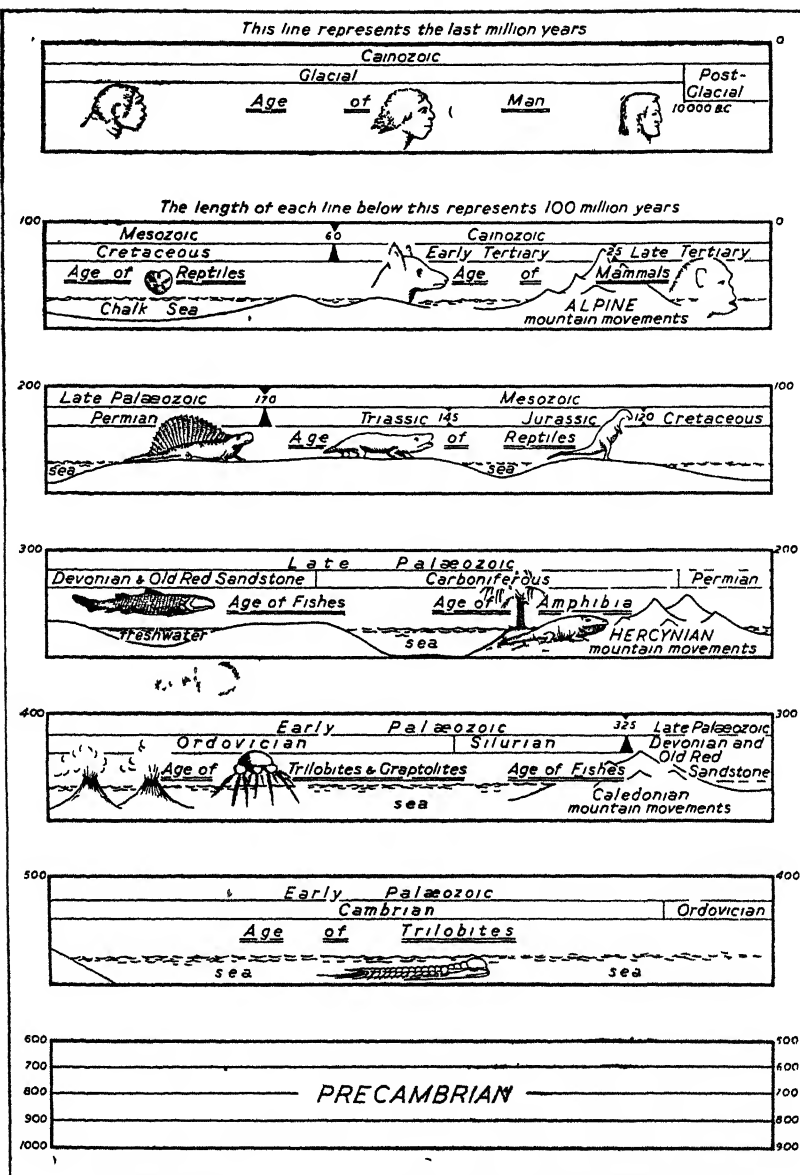 This line represents the last million years
0
Cainozoic
Glacial
Post-
Glacial
Age of Man
10 000 B.C
The length of each line below this represents 100 million years
100
0
Mesozoic 60 Cainozoic
Cretaceous Early Tertiary 25 Late Tertiary
Age of Reptiles Age of Mammals
Chalk Sea ALPINE
mountain movements
200
100
Late Palæozoic 170 Mesozoic
Permian Triassic 145 Jurassic 120 Cretaceous
Age of Reptiles
sea sea
300
200
Late Palæozoic
Devonian & Old Red Sandstone Carboniferous Permian
Age of Fishes Age of Amphibia
freshwater sea HERCYNIAN
mountain movements
400
300
Early Palæozoic 325 Late Palæozoic
Ordovician Silurian Devonian and
Old Red
Age of Trilobites & Graptolites Age of Fishes Sandstone
sea Caledonian
mountain movements
500
400
Early Palæozoic
Cambrian Ordovician
Age of Trilobites
sea sea
600 500
700 600
800 PRECAMBRIAN 700
900 800
1000 900